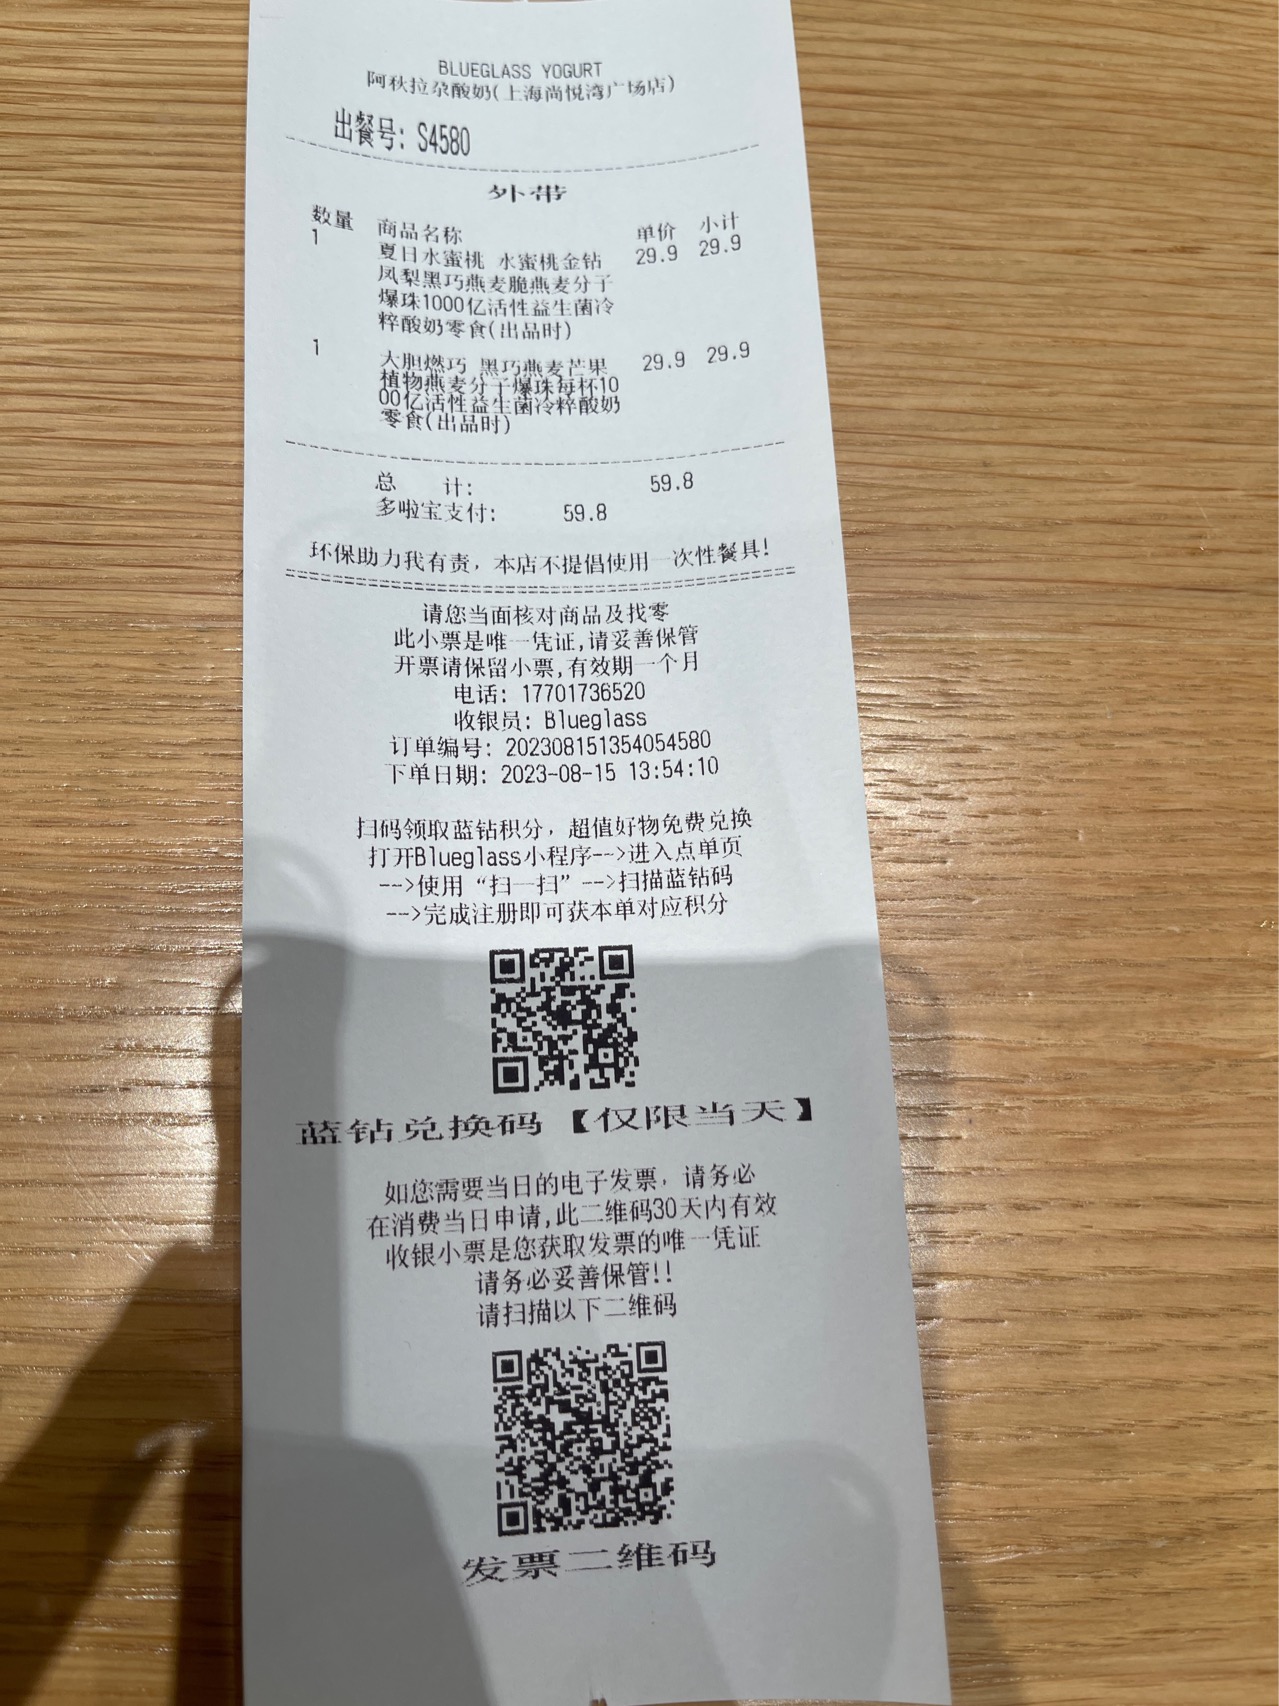 BLUEGLASS YOGURT
阿秋拉尕酸奶(上海尚悦湾广场店)
出餐号: S4580
外带
数量 商品名称 单价 小计
1 夏日水蜜桃 水蜜桃金钻 29.9 29.9
凤梨黑巧燕麦脆燕麦分子
爆珠1000亿活性益生菌冷
粹酸奶零食(出品时)
1 大胆燃巧 黑巧燕麦芒果 29.9 29.9
植物燕麦分子爆珠每杯10
00亿活性益生菌冷粹酸奶
零食(出品时)
总 计: 59.8
多啦宝支付: 59.8
环保助力我有责，本店不提倡使用一次性餐具!
请您当面核对商品及找零
此小票是唯一凭证,请妥善保管
开票请保留小票,有效期一个月
电话: 17701736520
收银员: Blueglass
订单编号: 202308151354054580
下单日期: 2023-08-15 13:54:10
扫码领取蓝钻积分，超值好物免费兑换
打开Blueglass小程序-->进入点单页
-->使用“扫一扫”-->扫描蓝钻码
-->完成注册即可获本单对应积分
蓝钻兑换码【仅限当天】
如您需要当日的电子发票，请务必
在消费当日申请,此二维码30天内有效
收银小票是您获取发票的唯一凭证
请务必妥善保管!!
请扫描以下二维码
发票二维码